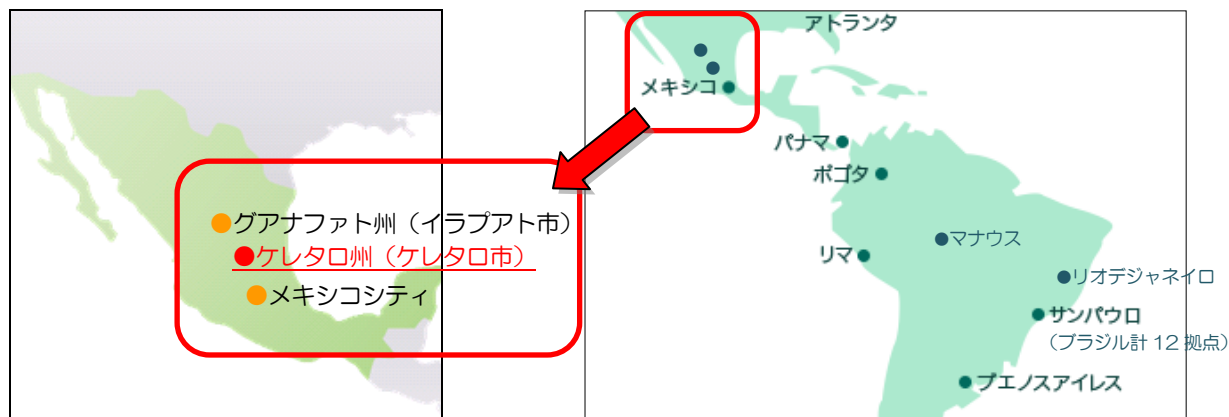 グアナファト州（イラプアト市）
ケレタロ州（ケレタロ市）
メキシコシティ
アトランタ
メキシコ
パナマ
ボゴタ
マナウス
リマ
リオデジャネイロ
サンパウロ
（ブラジル計 12 拠点）
ブエノスアイレス